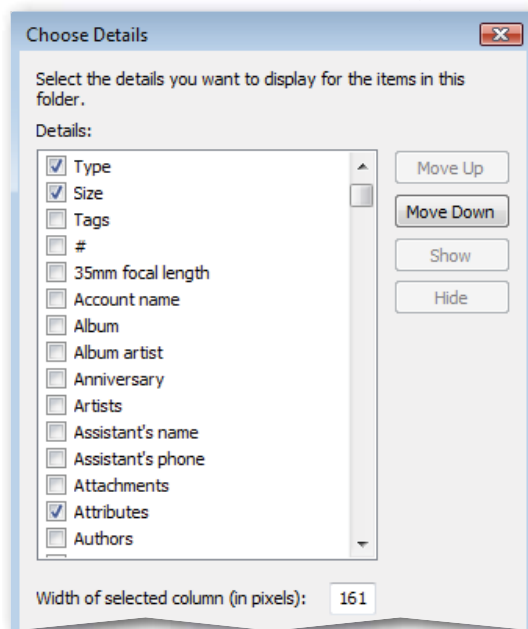 Choose Details
Select the details you want to display for the items in this
folder.
Details:
Type
Size
Tags
#
35mm focal length
Account name
Album
Album artist
Anniversary
Artists
Assistant's name
Assistant's phone
Attachments
Attributes
Authors
Move Up
Move Down
Show
Hide
Width of selected column (in pixels): 161